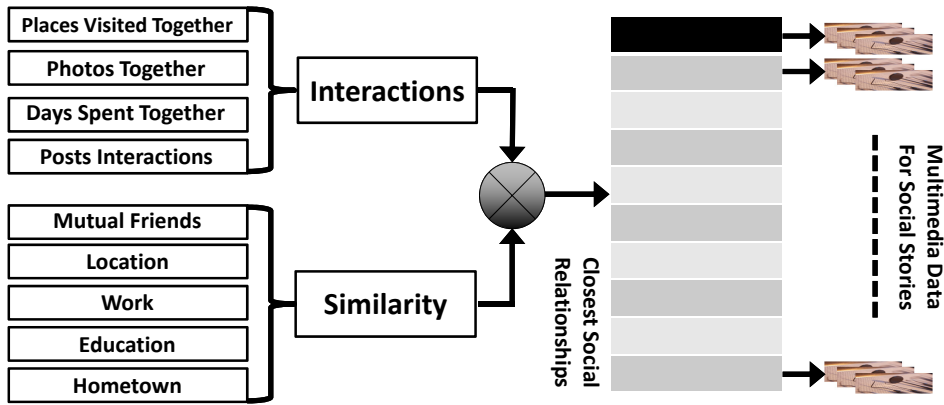 Places Visited Together
Photos Together
Days Spent Together
Posts Interactions
Interactions
Mutual Friends
Location
Work
Education
Hometown
Similarity
Closest Social
Relationships
Multimedia Data
For Social Stories